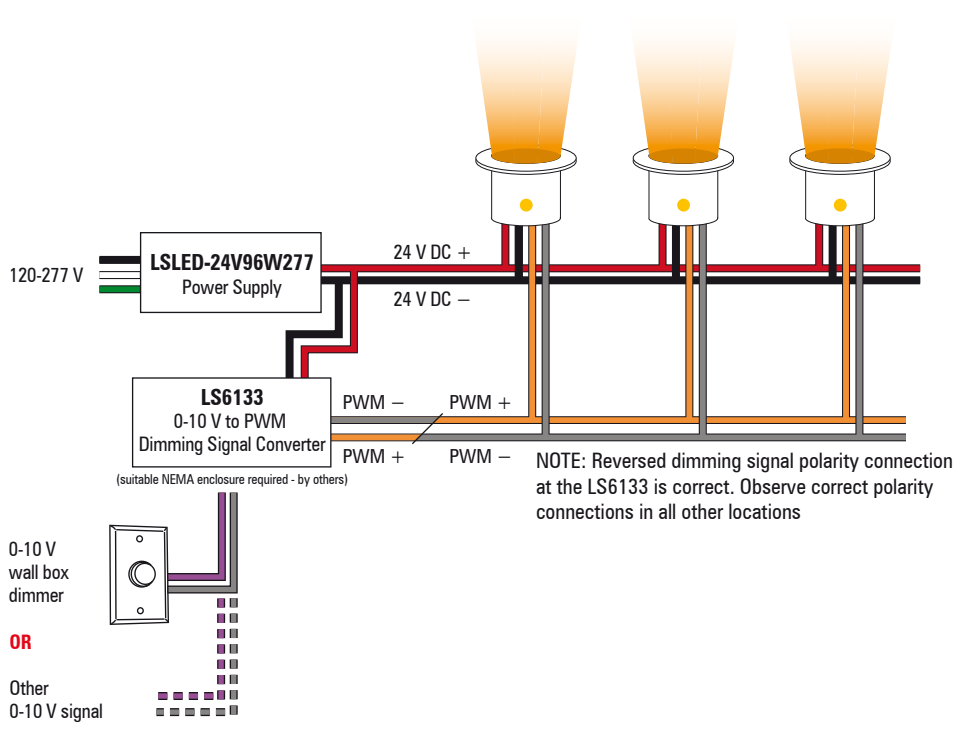 24 V DC +
120-277 V
LSLED-24V96W277
Power Supply
24 V DC −
LS6133
0-10 V to PWM
Dimming Signal Converter
PWM − PWM +
PWM + PWM −
(suitable NEMA enclosure required - by others)
NOTE: Reversed dimming signal polarity connection
at the LS6133 is correct. Observe correct polarity
connections in all other locations
0-10 V
wall box
dimmer
OR
Other
0-10 V signal